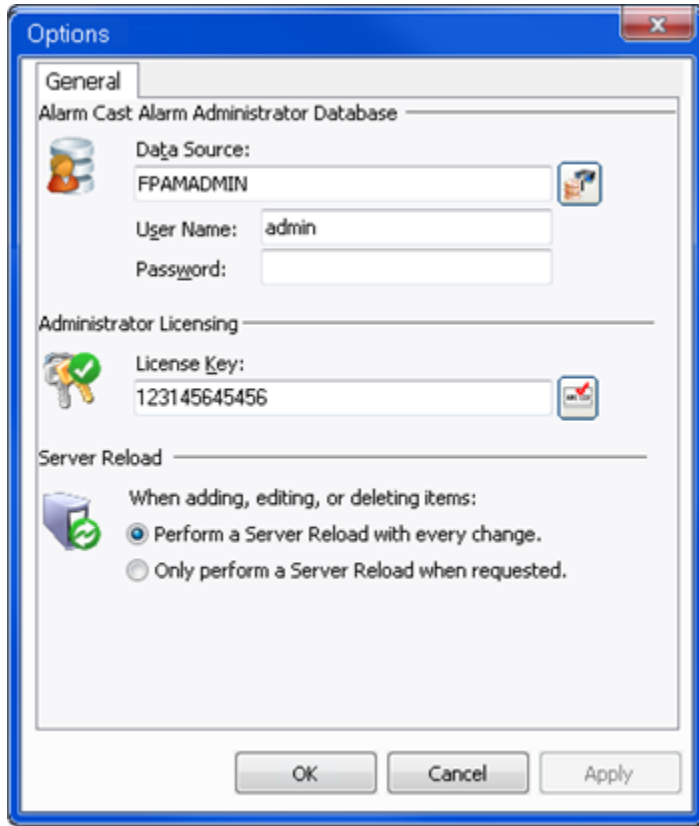 Options
General
Alarm Cast Alarm Administrator Database
Data Source:
FPAMADMIN
User Name: admin
Password:
Administrator Licensing
License Key:
123145645456
Server Reload
When adding, editing, or deleting items:
Perform a Server Reload with every change.
Only perform a Server Reload when requested.
OK Cancel Apply